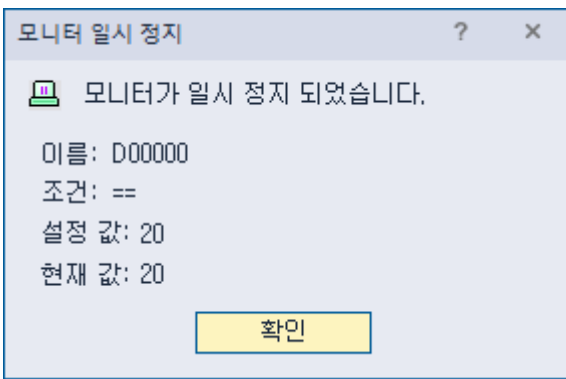 모니터 일시 정지 ? ×
모니터가 일시 정지 되었습니다.
이름: D00000
조건: ==
설정 값: 20
현재 값: 20
확인